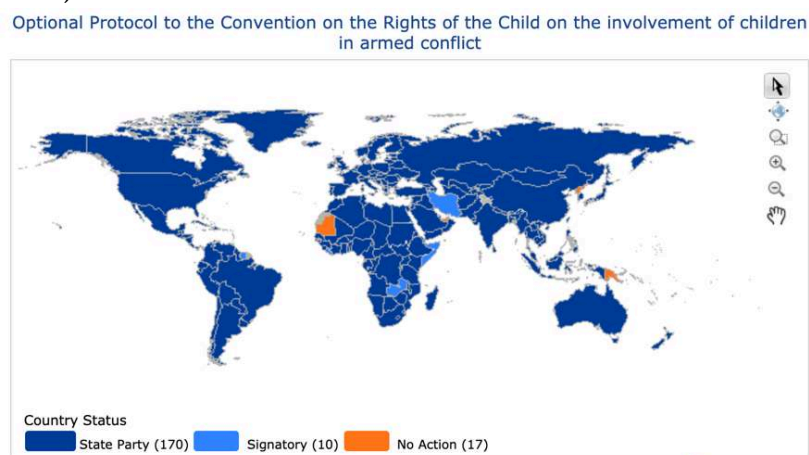 Optional Protocol to the Convention on the Rights of the Child on the involvement of children
in armed conflict
Country Status
State Party (170) Signatory (10) No Action (17)